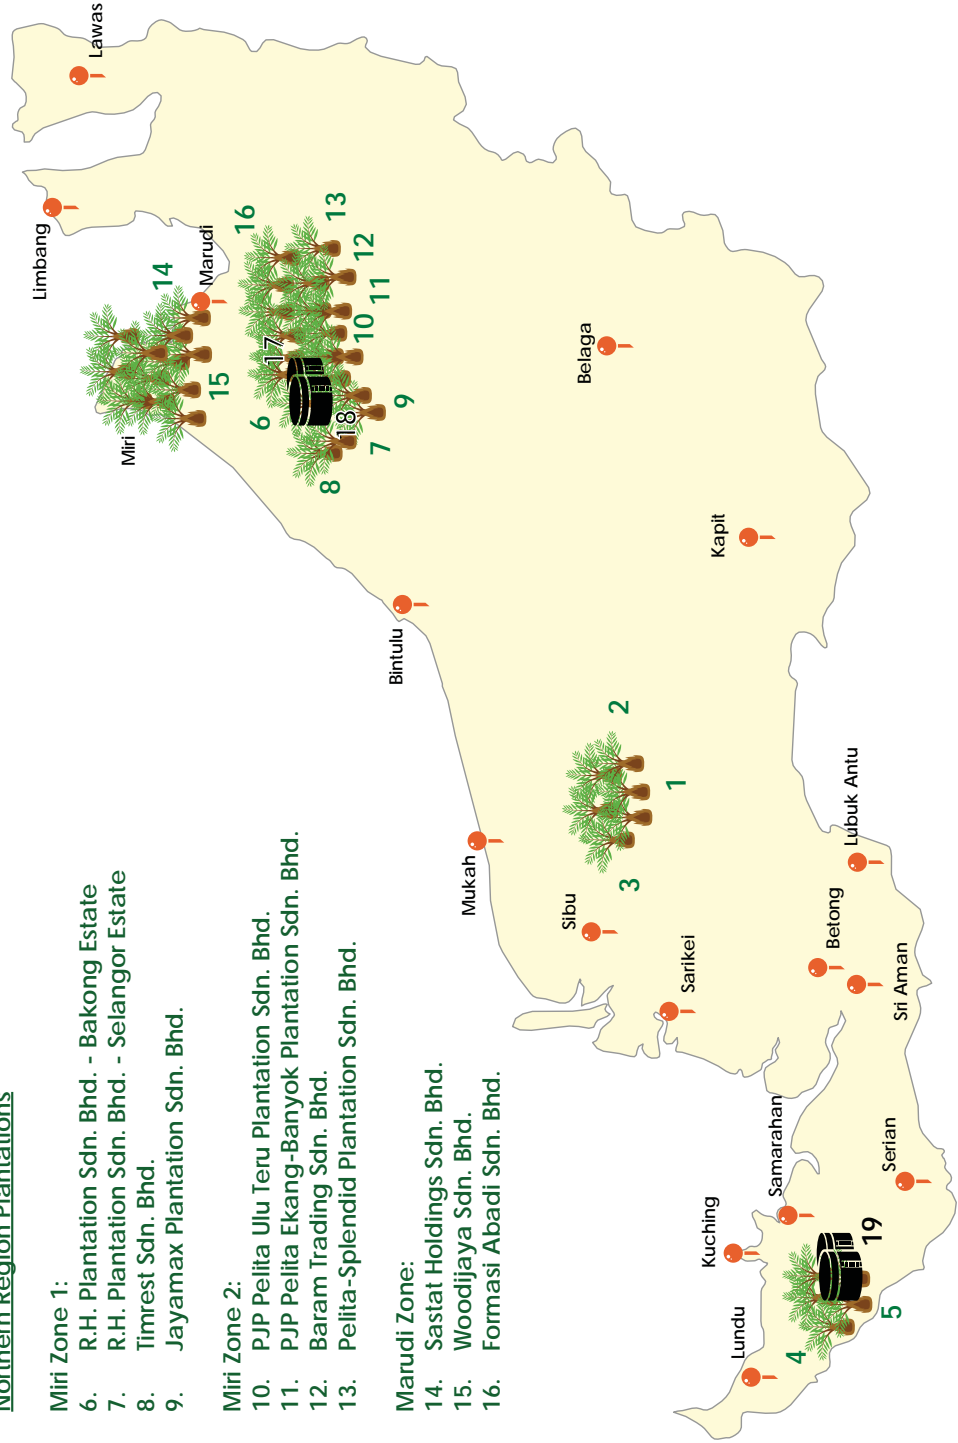 Northern Region Plantations
Miri Zone 1:
6. R.H. Plantation Sdn. Bhd. - Bakong Estate
7. R.H. Plantation Sdn. Bhd. - Selangor Estate
8. Timrest Sdn. Bhd.
9. Jayamax Plantation Sdn. Bhd.
Miri Zone 2:
10. PJP Pelita Ulu Teru Plantation Sdn. Bhd.
11. PJP Pelita Ekang-Banyok Plantation Sdn. Bhd.
12. Baram Trading Sdn. Bhd.
13. Pelita-Splendid Plantation Sdn. Bhd.
Marudi Zone:
14. Sastat Holdings Sdn. Bhd.
15. Woodijaya Sdn. Bhd.
16. Formasi Abadi Sdn. Bhd.
Limbang
Lawas
Miri
14
Marudi
15
16
17
6
13
12
11
10
18
9
7
8
Bintulu
Belaga
Kapit
Mukah
2
1
3
Sibu
Sarikei
Lubuk Antu
Betong
Sri Aman
Samarahan
Serian
Kuching
19
Lundu
4
5